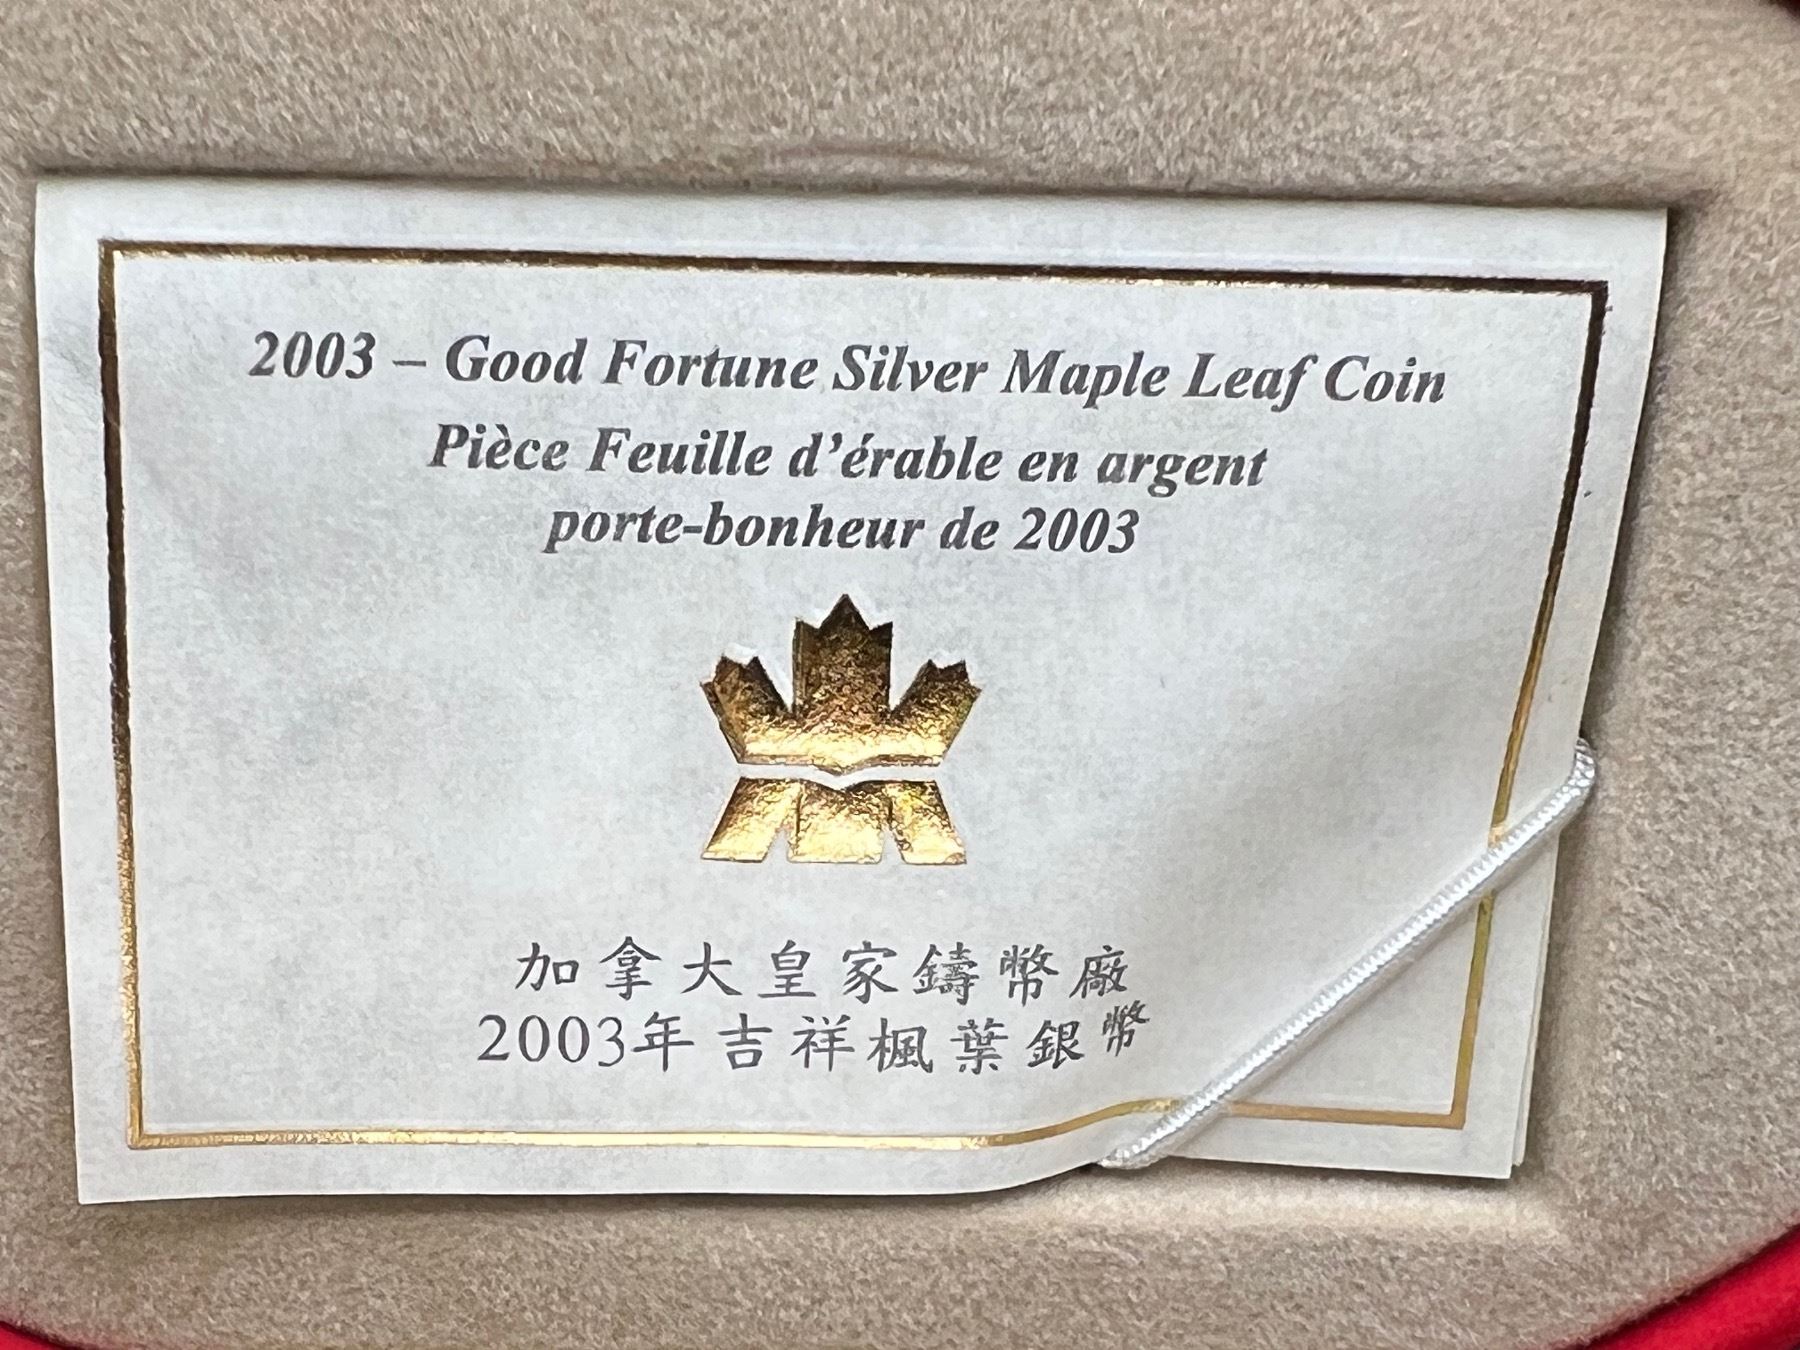 2003 – Good Fortune Silver Maple Leaf Coin
Pièce Feuille d'érable en argent
porte-bonheur de 2003
加拿大皇家鑄幣廠
2003年吉祥楓葉銀幣